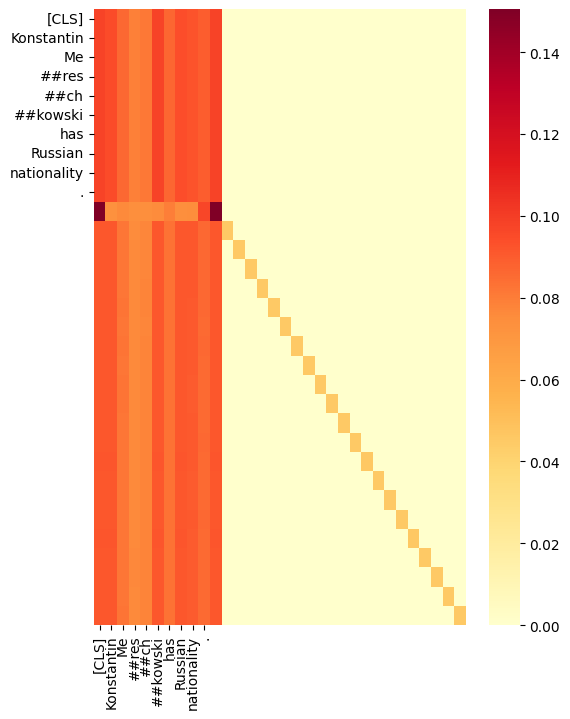 [CLS]
Konstantin
Me
##res
##ch
##kowski
has
Russian
nationality
.
0.14
0.12
0.10
0.08
0.06
0.04
0.02
0.00
[CLS]
Konstantin
Me
##res
##ch
##kowski
has
Russian
nationality
.